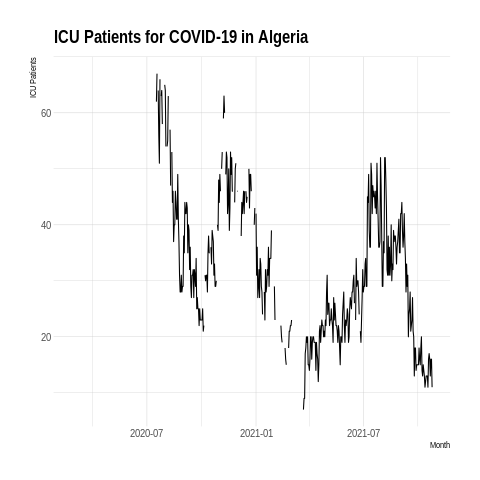 ICU Patients for COVID-19 in Algeria
ICU Patients
60
40
20
2020-07
2021-01
2021-07
Month